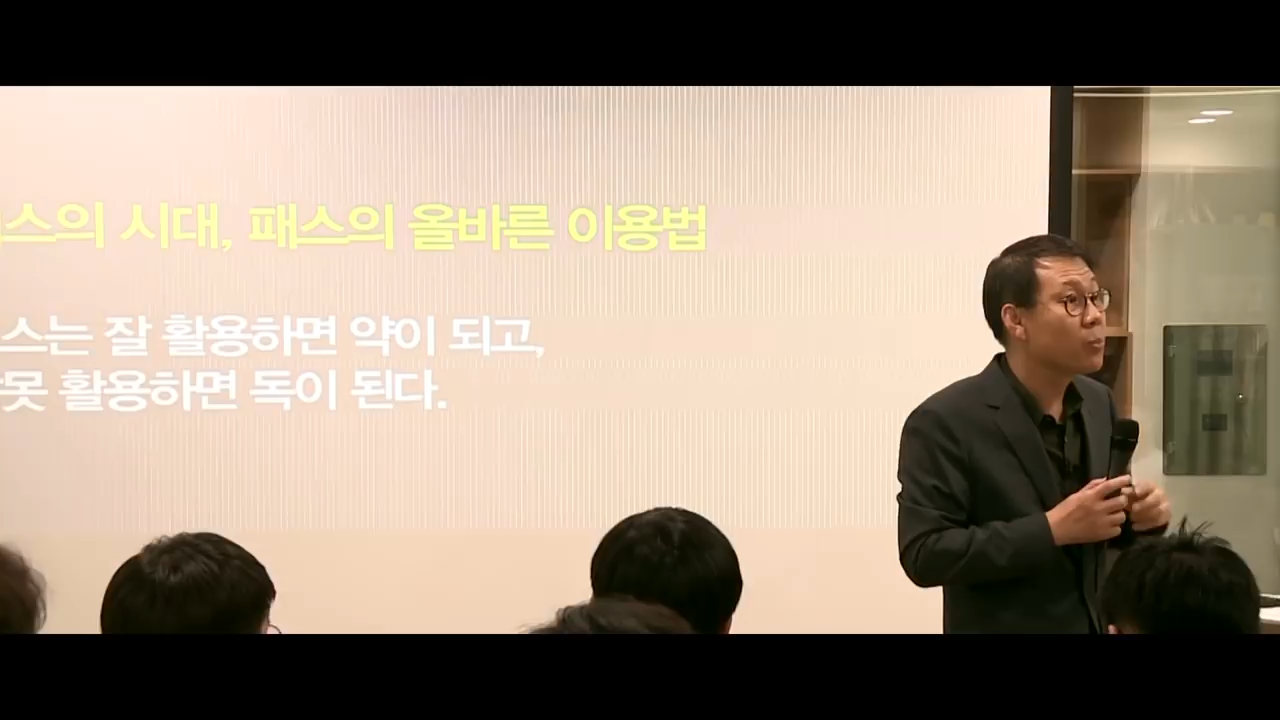 스의 시대, 패스의 올바른 이용법
스는 잘 활용하면 약이 되고,
못 활용하면 독이 된다.